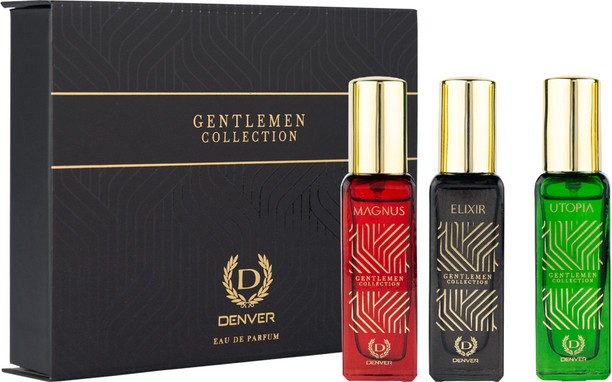 GENTLEMEN
COLLECTION
D
DENVER
EAU DE PARFUM
MAGNUS
GENTLEMEN
COLLECTION
D
DENVER
ELIXIR
GENTLEMEN
COLLECTION
D
DENVER
UTOPIA
GENTLEMEN
COLLECTION
D
DENVER